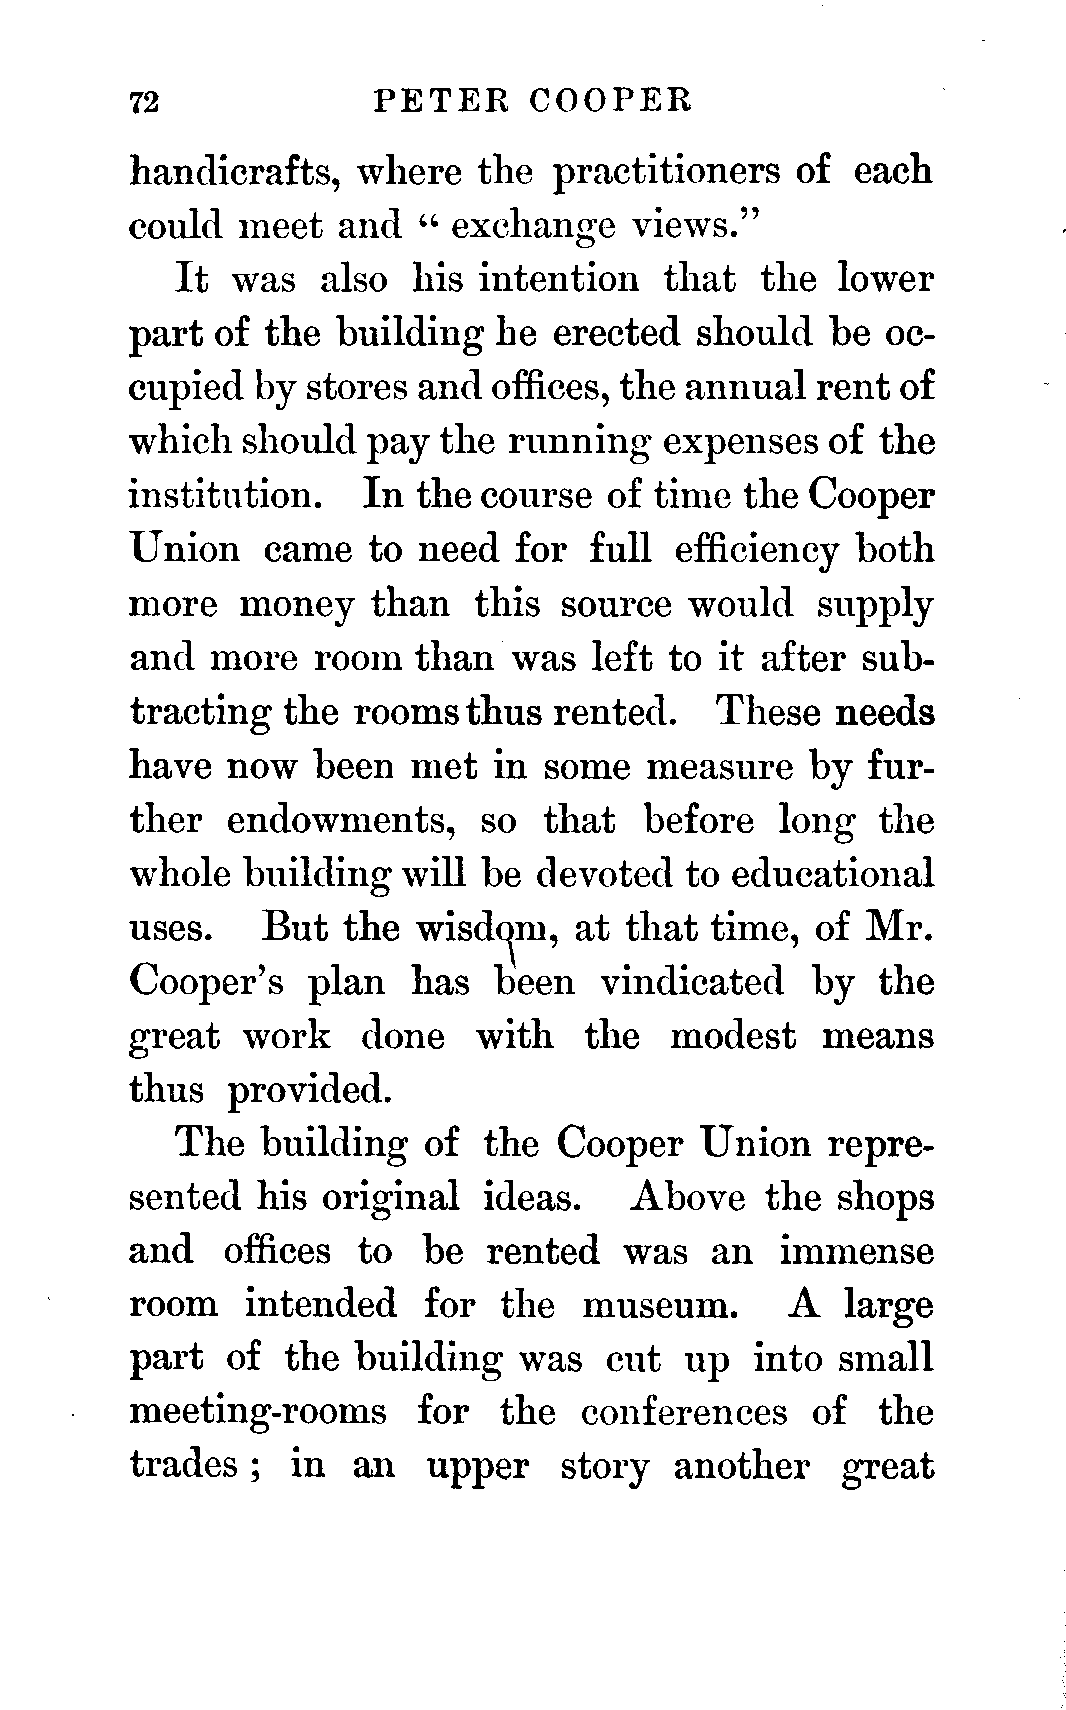 72 PETER COOPER
handicrafts, where the practitioners of each
could meet and “ exchange views.”
It was also his intention that the lower
part of the building he erected should be oc-
cupied by stores and offices, the annual rent of
which should pay the running expenses of the
institution. In the course of time the Cooper
Union came to need for full efficiency both
more money than this source would supply
and more room than was left to it after sub-
tracting the rooms thus rented. These needs
have now been met in some measure by fur-
ther endowments, so that before long the
whole building will be devoted to educational
uses. But the wisdom, at that time, of Mr.
Cooper’s plan has been vindicated by the
great work done with the modest means
thus provided.
The building of the Cooper Union repre-
sented his original ideas. Above the shops
and offices to be rented was an immense
room intended for the museum. A large
part of the building was cut up into small
meeting-rooms for the conferences of the
trades ; in an upper story another great